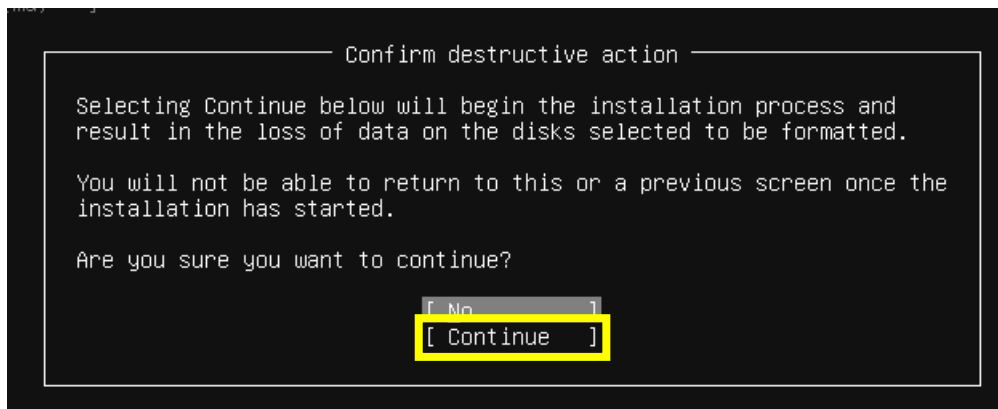 Confirm destructive action
Selecting Continue below will begin the installation process and
result in the loss of data on the disks selected to be formatted.
You will not be able to return to this or a previous screen once the
installation has started.
Are you sure you want to continue?
[ No ]
[ Continue ]